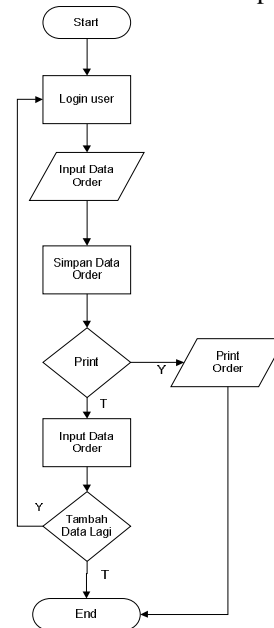 Start
Login user
Input Data
Order
Simpan Data
Order
Print
Y
Print
Order
T
Input Data
Order
Y
Tambah
Data Lagi
T
End